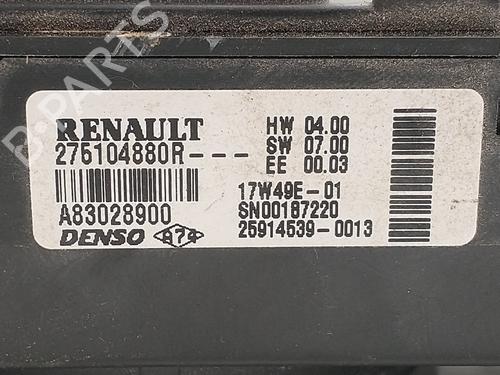 RENAULT
275104880R---
HW 04.00
SW 07.00
EE 00.03
17W49E-01
A83028900
SN00187220
DENSO
25914539-0013
B-PARTS